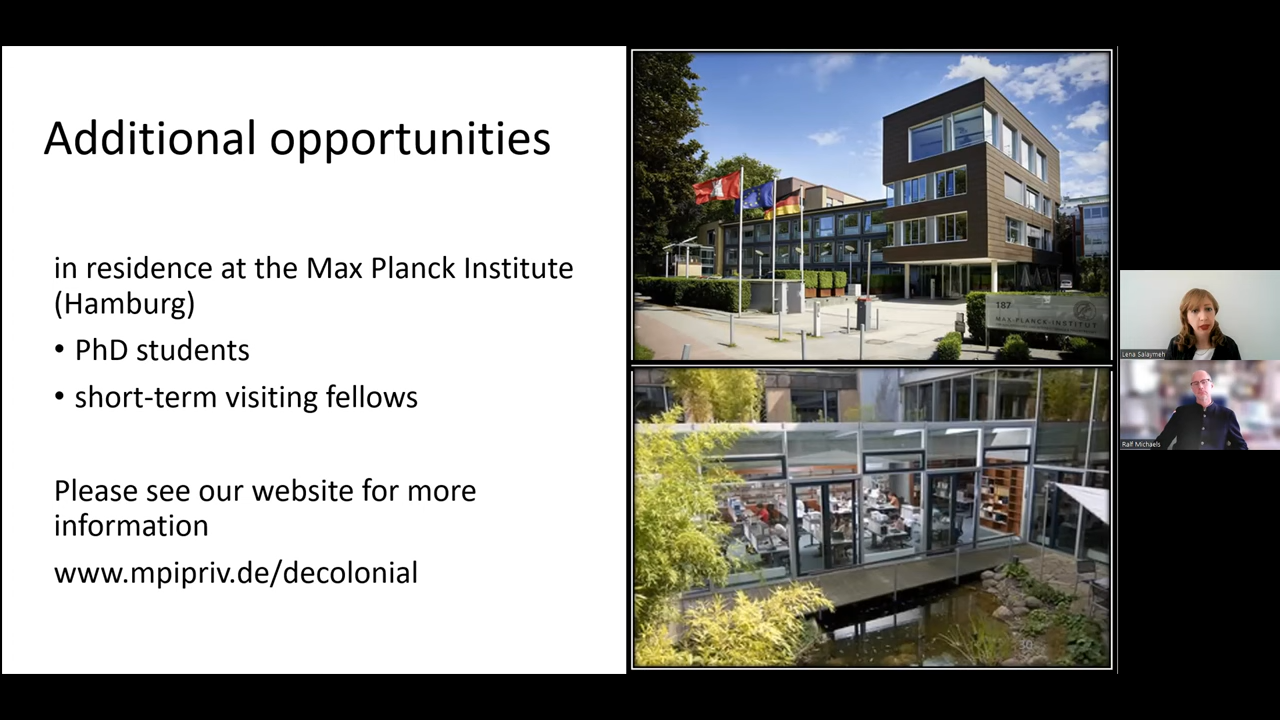 Additional opportunities
in residence at the Max Planck Institute
(Hamburg)
• PhD students
• short-term visiting fellows
Please see our website for more
information
www.mpipriv.de/decolonial
187
MAX-PLANCK-INSTITUT
Lena Salaymeh
Ralf Michaels